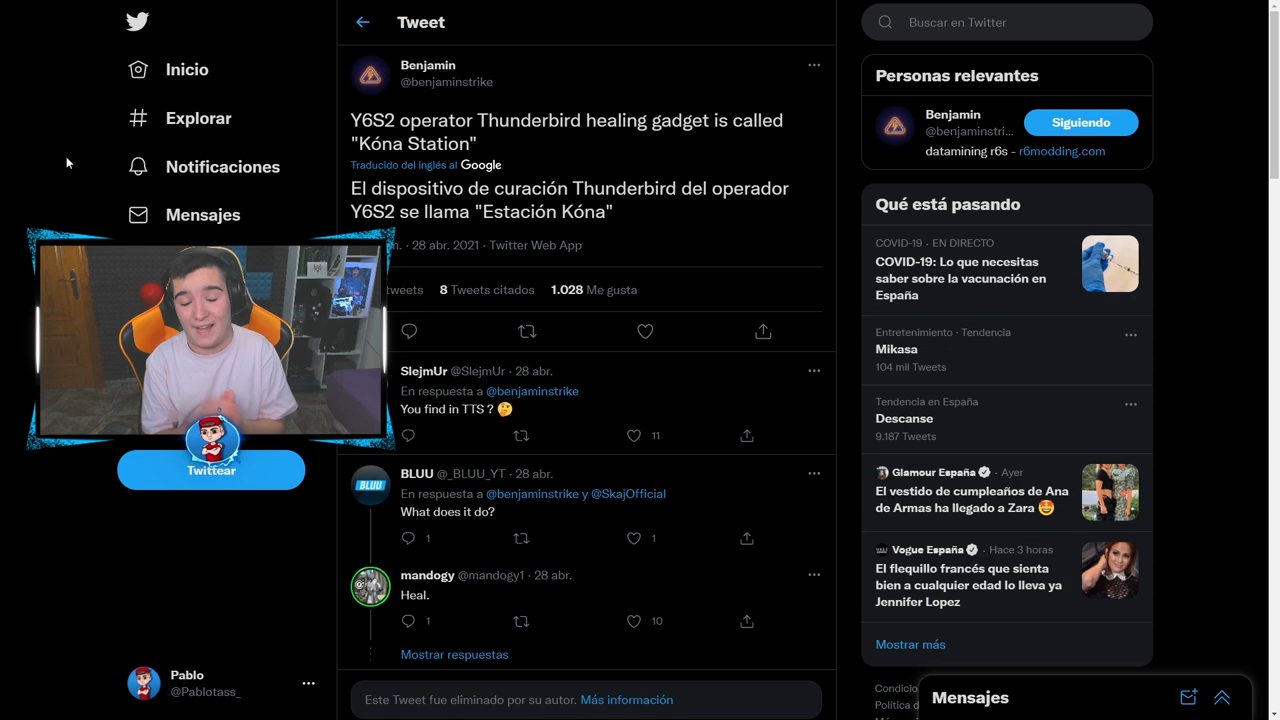 Inicio
Explorar
Notificaciones
Mensajes
Twittear
Pablo
@Pablotass_
Tweet
Benjamin
@benjaminstrike
Y6S2 operator Thunderbird healing gadget is called
"Kóna Station"
Traducido del inglés al Google
El dispositivo de curación Thunderbird del operador
Y6S2 se llama "Estación Kóna"
28 abr. 2021 · Twitter Web App
8 Tweets citados 1.028 Me gusta
SlejmUr @SlejmUr · 28 abr.
En respuesta a @benjaminstrike
You find in TTS ? 🤔
11
BLUU
BLUU @_BLUU_YT · 28 abr.
En respuesta a @benjaminstrike y @SkajOfficial
What does it do?
1 1
mandogy @mandogy1 · 28 abr.
Heal.
1 10
Mostrar respuestas
Este Tweet fue eliminado por su autor. Más información
Buscar en Twitter
Personas relevantes
Benjamin
@benjaminstri...
Siguiendo
datamining r6s - r6modding.com
Qué está pasando
COVID-19 · EN DIRECTO
COVID-19: Lo que necesitas
saber sobre la vacunación en
España
Entretenimiento · Tendencia
Mikasa
104 mil Tweets
Tendencia en España
Descanse
9.187 Tweets
Glamour España · Ayer
El vestido de cumpleaños de Ana
de Armas ha llegado a Zara 🤩
Vogue España · Hace 3 horas
El flequillo francés que sienta
bien a cualquier edad lo lleva ya
Jennifer Lopez
Mostrar más
Mensajes